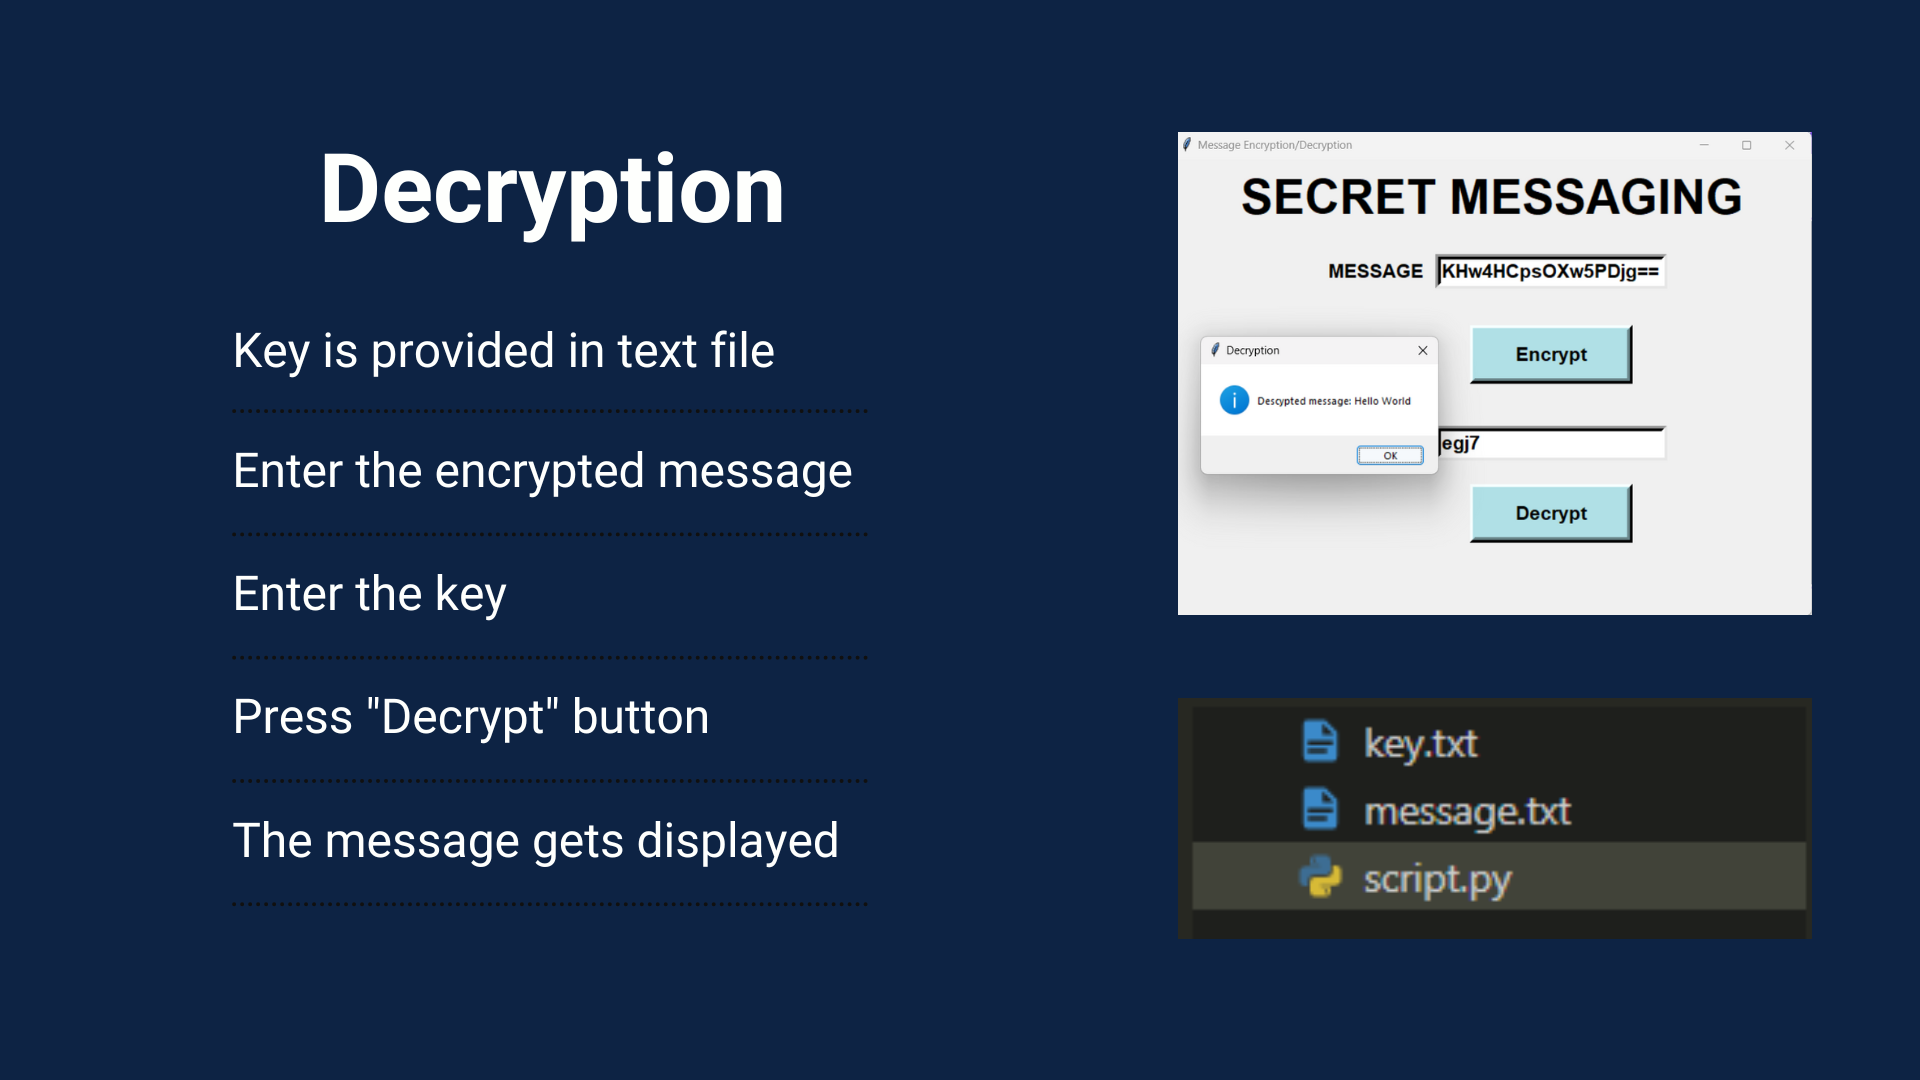 Decryption
Key is provided in text file
Enter the encrypted message
Enter the key
Press "Decrypt" button
The message gets displayed
Message Encryption/Decryption
SECRET MESSAGING
MESSAGE KHw4HCpsOXw5PDjg==
Encrypt
Decryption
Descypted message: Hello World
OK
egj7
Decrypt
key.txt
message.txt
script.py